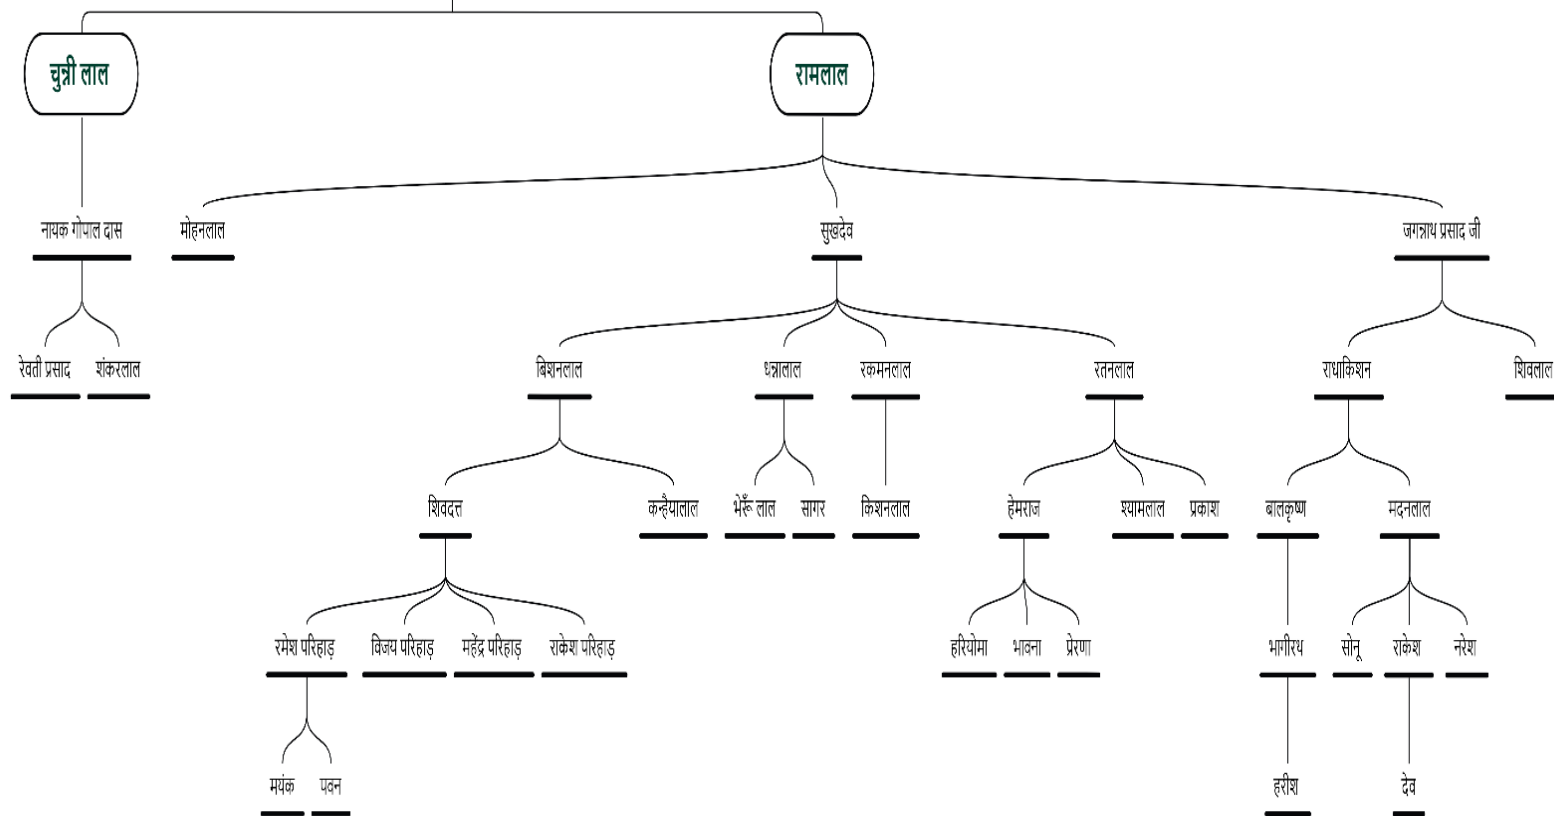 चुन्नी लाल
रामलाल
नायक गोपाल दास
मोहनलाल
सुखदेव
जगन्नाथ प्रसाद जी
रेवती प्रसाद
शंकरलाल
बिशनलाल
धन्नालाल
रकमनलाल
रतनलाल
राधाकिशन
शिवलाल
शिवदत्त
कन्हैयालाल
भेरूँ लाल
सागर
किशनलाल
हेमराज
श्यामलाल
प्रकाश
बालकृष्ण
मदनलाल
रमेश परिहाड़
विजय परिहाड़
महेंद्र परिहाड़
राकेश परिहाड़
हरियोमा
भावना
प्रेरणा
भागीरथ
सोनू
राकेश
नरेश
मयंक
पवन
हरीश
देव